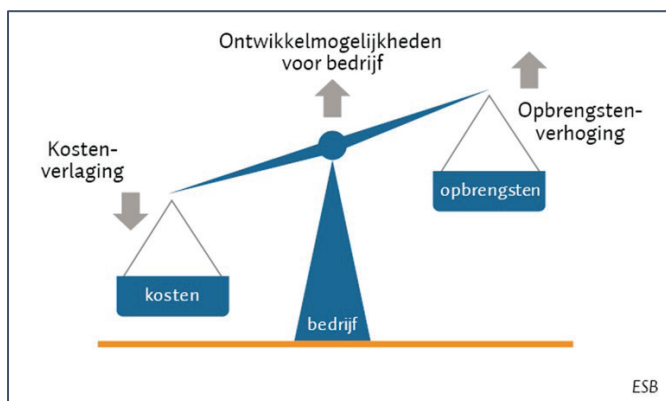 Ontwikkelmogelijkheden
voor bedrijf
Opbrengsten-
verhoging
Kosten-
verlaging
opbrengsten
kosten
bedrijf
ESB